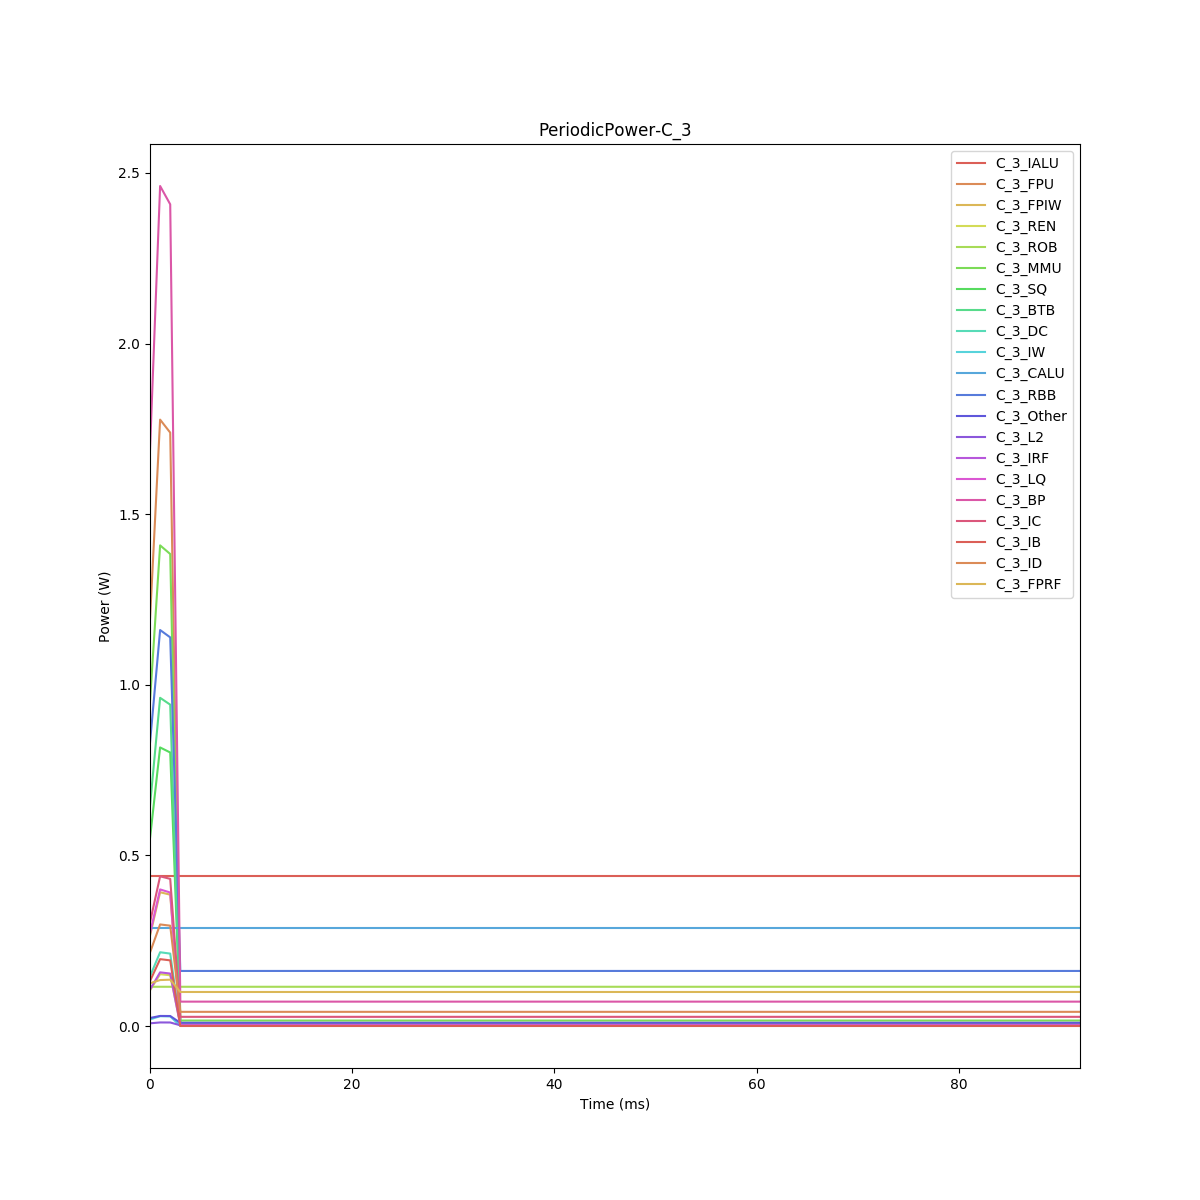 PeriodicPower-C_3
2.5
2.0
1.5
1.0
0.5
0.0
Power (W)
0
20
40
60
80
Time (ms)
C_3_IALU
C_3_FPU
C_3_FPIW
C_3_REN
C_3_ROB
C_3_MMU
C_3_SQ
C_3_BTB
C_3_DC
C_3_IW
C_3_CALU
C_3_RBB
C_3_Other
C_3_L2
C_3_IRF
C_3_LQ
C_3_BP
C_3_IC
C_3_IB
C_3_ID
C_3_FPRF